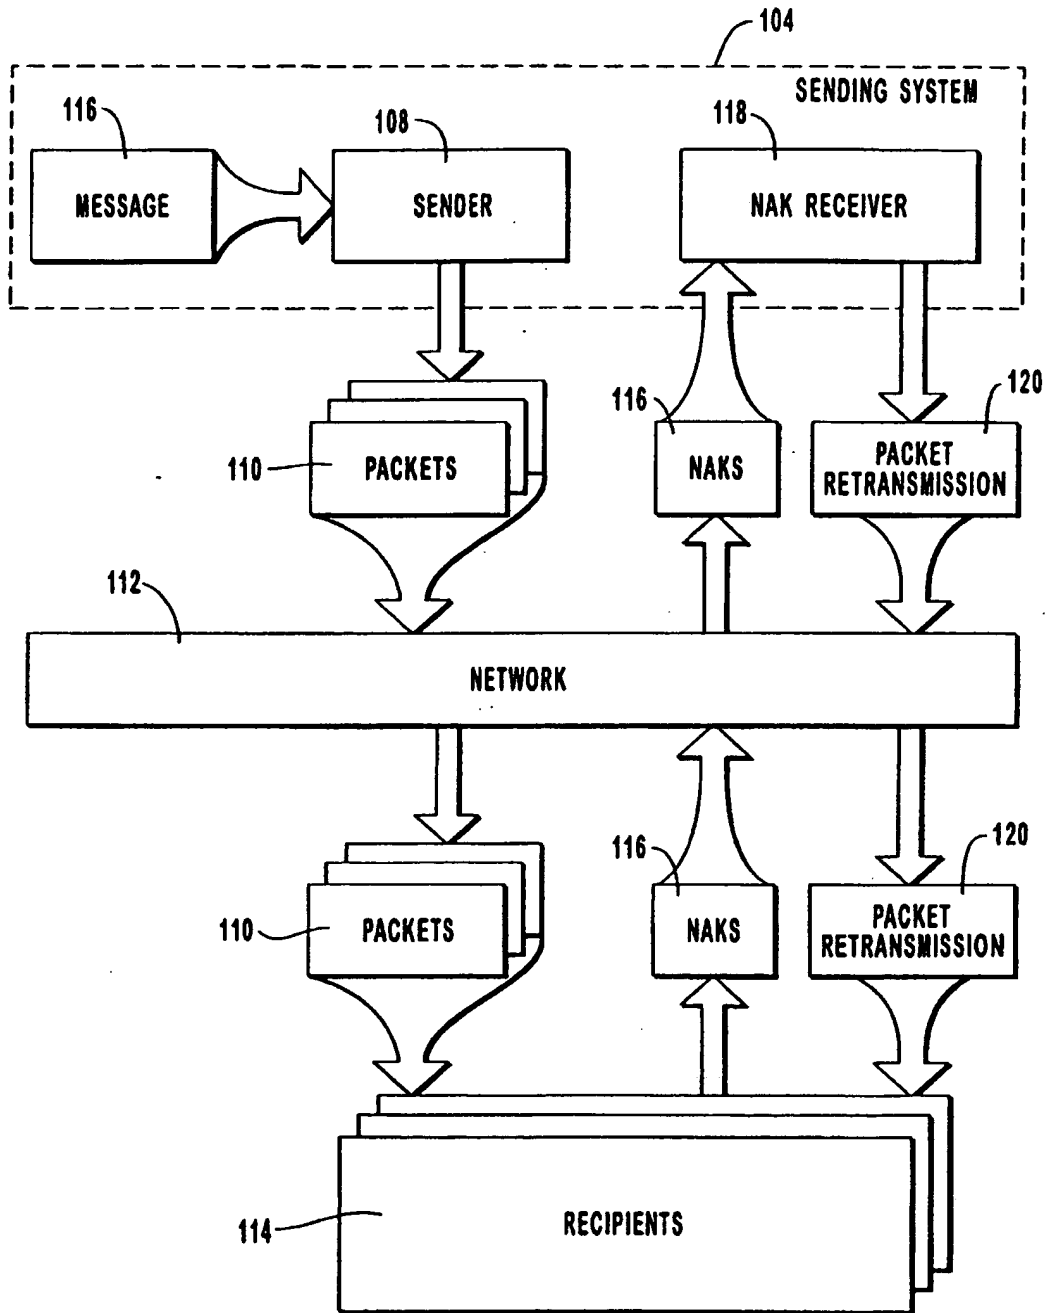 104
SENDING SYSTEM
116
108
118
MESSAGE
SENDER
NAK RECEIVER
120
116
110
PACKETS
NAKS
PACKET
RETRANSMISSION
112
NETWORK
120
116
110
PACKETS
NAKS
PACKET
RETRANSMISSION
114
RECIPIENTS